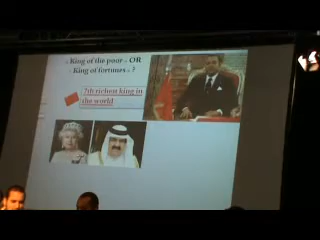 « King of the poor » OR
« King of fortunes » ?
7th richest king in
the world